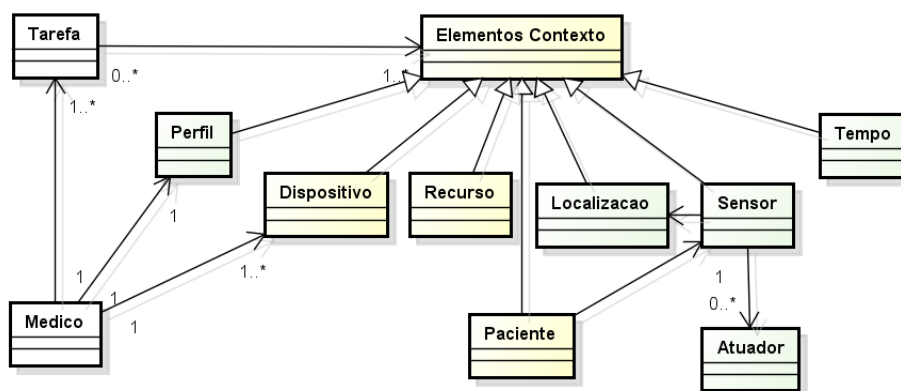 Tarefa
Elementos Contexto
0..*
1..*
1..*
Perfil
Tempo
Dispositivo
Recurso
Localizacao
Sensor
1
1..*
1
1
1
1
0..*
Medico
Paciente
Atuador